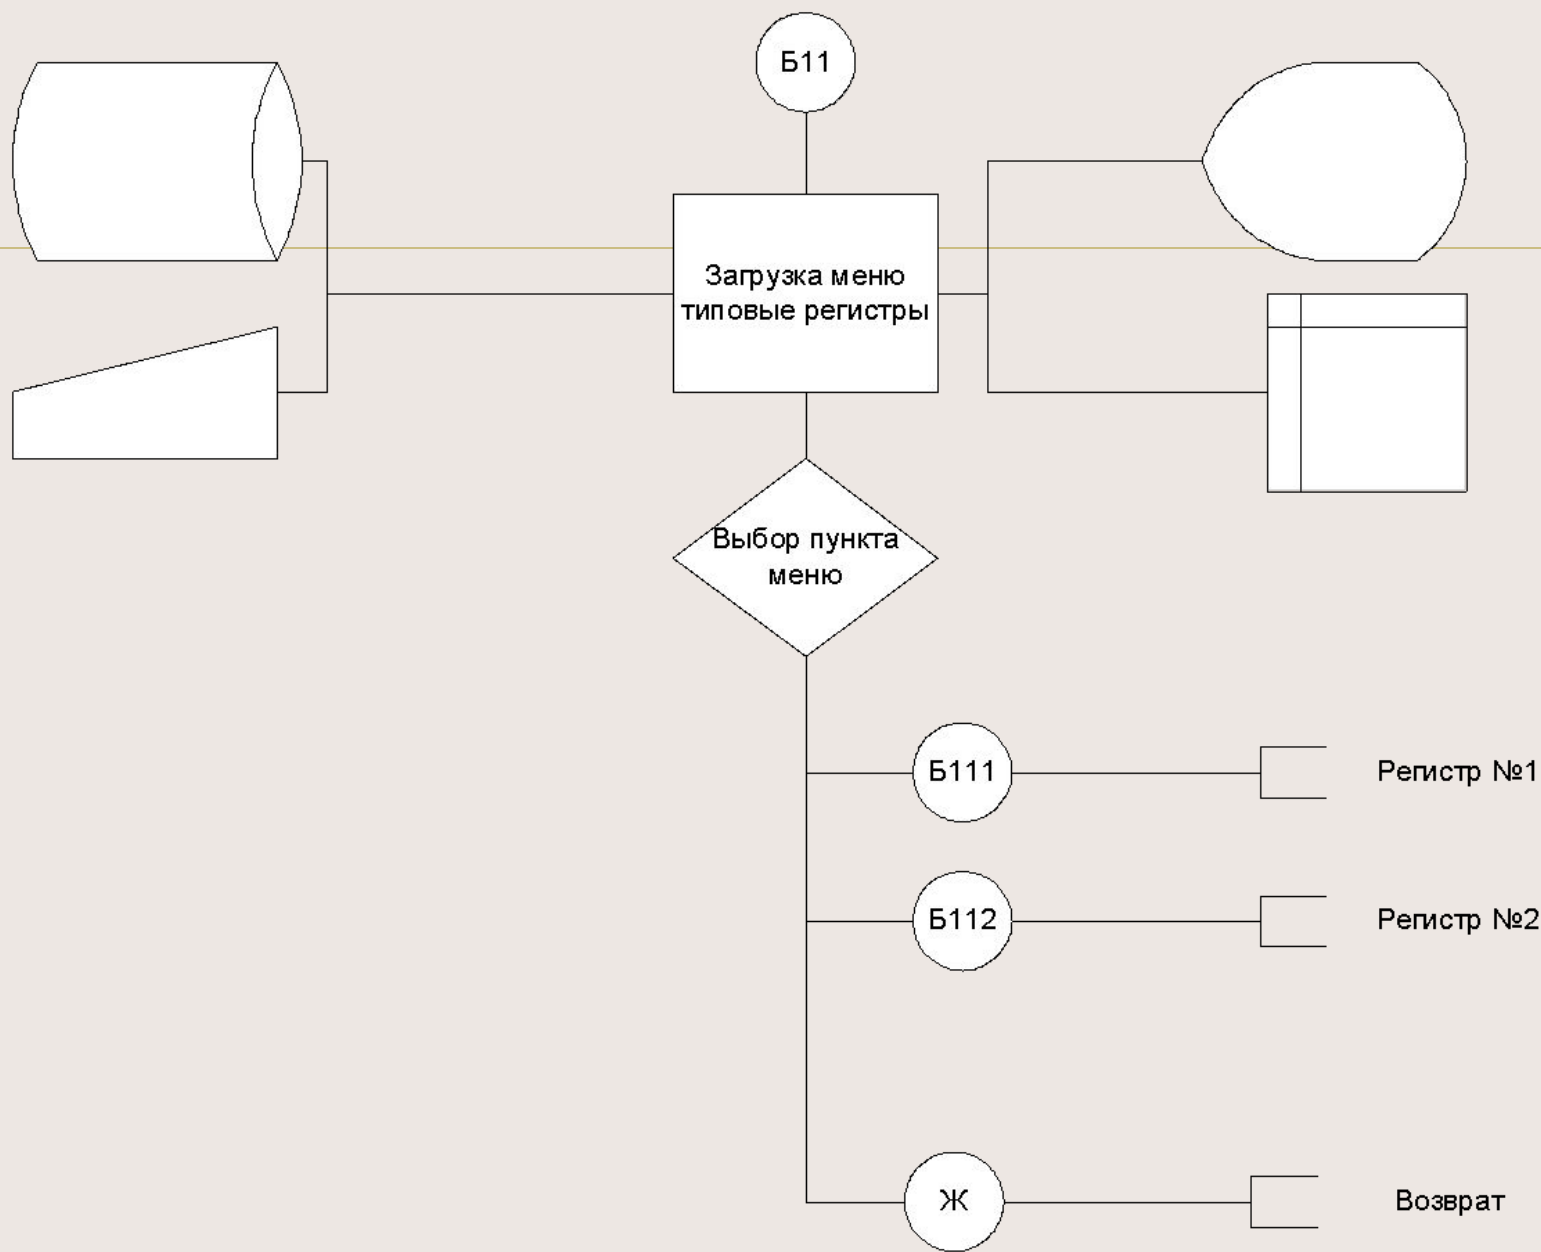 Б11
Загрузка меню
типовые регистры
Выбор пункта
меню
Б111
Регистр №1
Б112
Регистр №2
Ж
Возврат